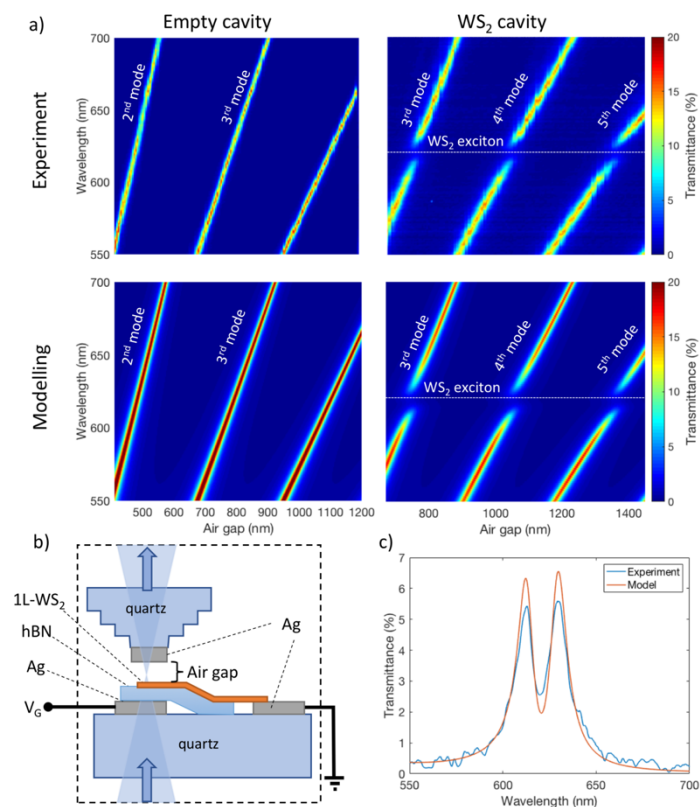 a)
Empty cavity
WS₂ cavity
Experiment
Wavelength (nm)
700
650
600
550
2nd mode
3rd mode
3rd mode
4th mode
5th mode
WS₂ exciton
20
15
10
5
0
Transmittance (%)
Modelling
Wavelength (nm)
700
650
600
550
2nd mode
3rd mode
500 600 700 800 900 1000 1100 1200
Air gap (nm)
3rd mode
4th mode
5th mode
WS₂ exciton
800 1000 1200 1400
Air gap (nm)
20
15
10
5
0
Transmittance (%)
b)
1L-WS₂
hBN
Ag
V_G
quartz
Ag
Air gap
quartz
c)
Transmittance (%)
7
6
5
4
3
2
1
0
Experiment
Model
550 600 650 700
Wavelength (nm)